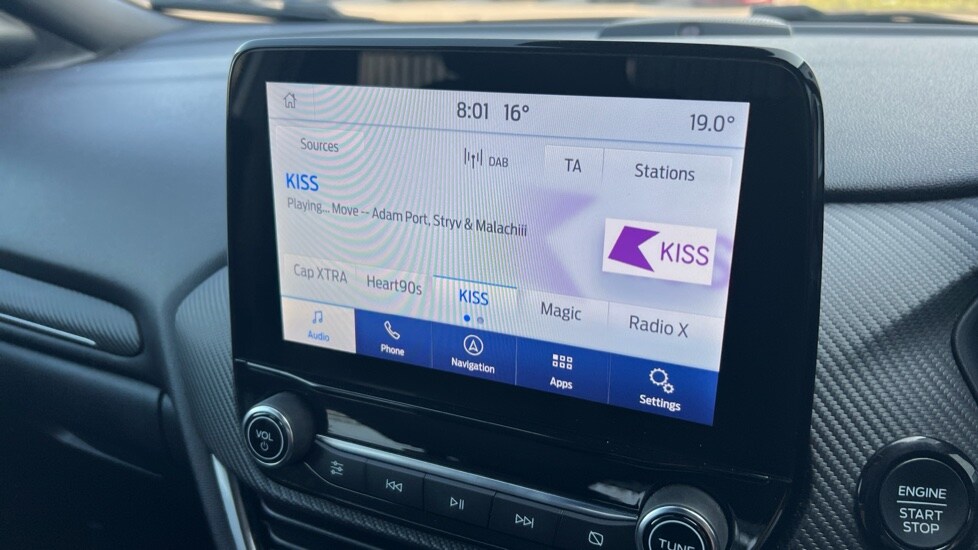 8:01 16° 19.0°
Sources DAB TA Stations
KISS
Playing... Move -- Adam Port, Stryv & Malachiii
KISS
Cap XTRA Heart90s KISS Magic Radio X
Audio Phone Navigation Apps Settings
VOL
TUNE
ENGINE
START
STOP